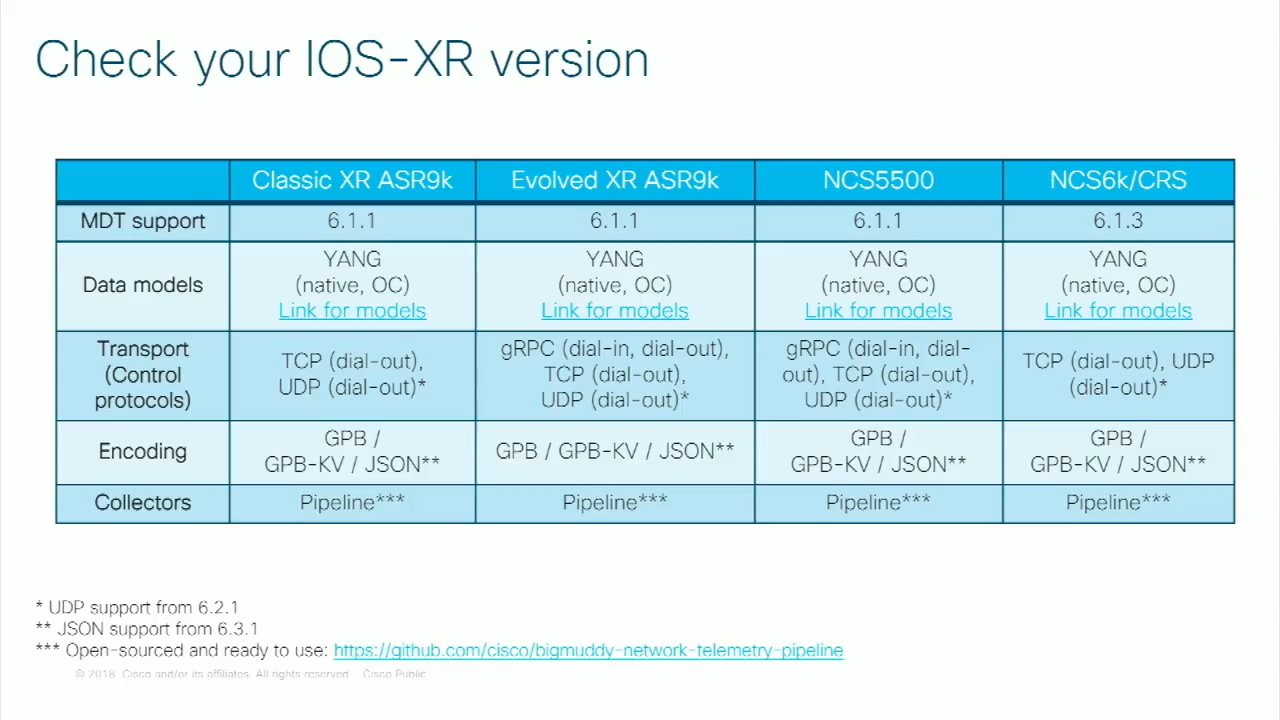 Check your IOS-XR version
Classic XR ASR9k
Evolved XR ASR9k
NCS5500
NCS6k/CRS
MDT support
6.1.1
6.1.1
6.1.1
6.1.3
Data models
YANG
(native, OC)
Link for models
YANG
(native, OC)
Link for models
YANG
(native, OC)
Link for models
YANG
(native, OC)
Link for models
Transport
(Control
protocols)
TCP (dial-out),
UDP (dial-out)*
gRPC (dial-in, dial-out),
TCP (dial-out),
UDP (dial-out)*
gRPC (dial-in, dial-
out), TCP (dial-out),
UDP (dial-out)*
TCP (dial-out), UDP
(dial-out)*
Encoding
GPB /
GPB-KV / JSON**
GPB / GPB-KV / JSON**
GPB /
GPB-KV / JSON**
GPB /
GPB-KV / JSON**
Collectors
Pipeline***
Pipeline***
Pipeline***
Pipeline***
* UDP support from 6.2.1
** JSON support from 6.3.1
*** Open-sourced and ready to use: https://github.com/cisco/bigmuddy-network-telemetry-pipeline
© 2018 Cisco and/or its affiliates. All rights reserved. Cisco Public